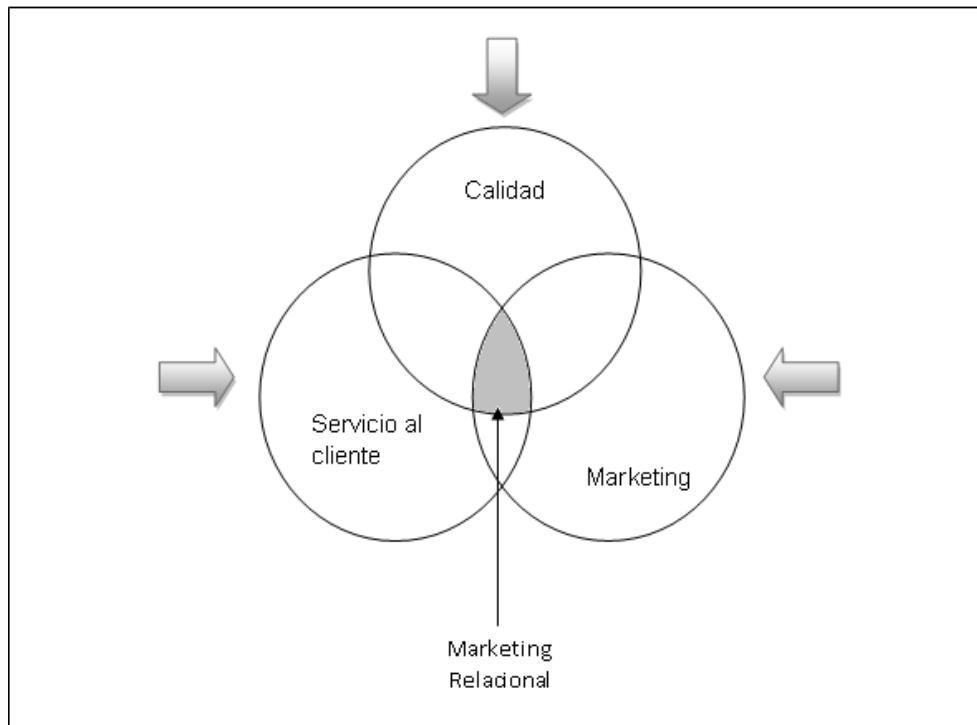 Calidad
Servicio al
cliente
Marketing
Marketing
Relacional